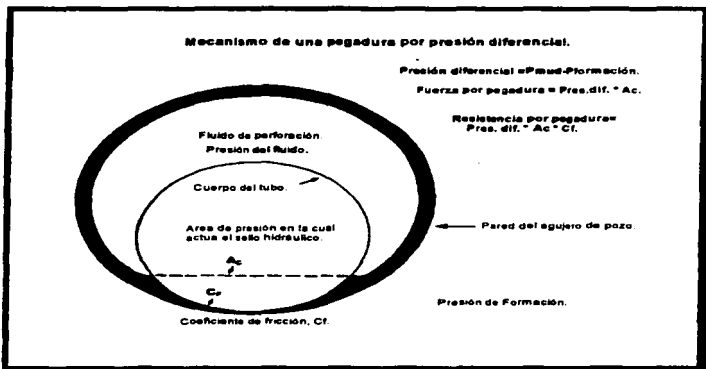 Mecanismo de una pegadura por presión diferencial.
Presión diferencial =Pmud-Pformación.
Fuerza por pegadura = Pres.dif. * Ac.
Resistencia por pegadura=
Pres. dif. * Ac * Cf.
Fluido de perforación.
Presión del fluido.
Cuerpo del tubo.
Area de presión en la cual
actua el sello hidráulico.
Pared del agujero de pozo.
Ac
Cf
Presión de Formación.
Coeficiente de fricción, Cf.